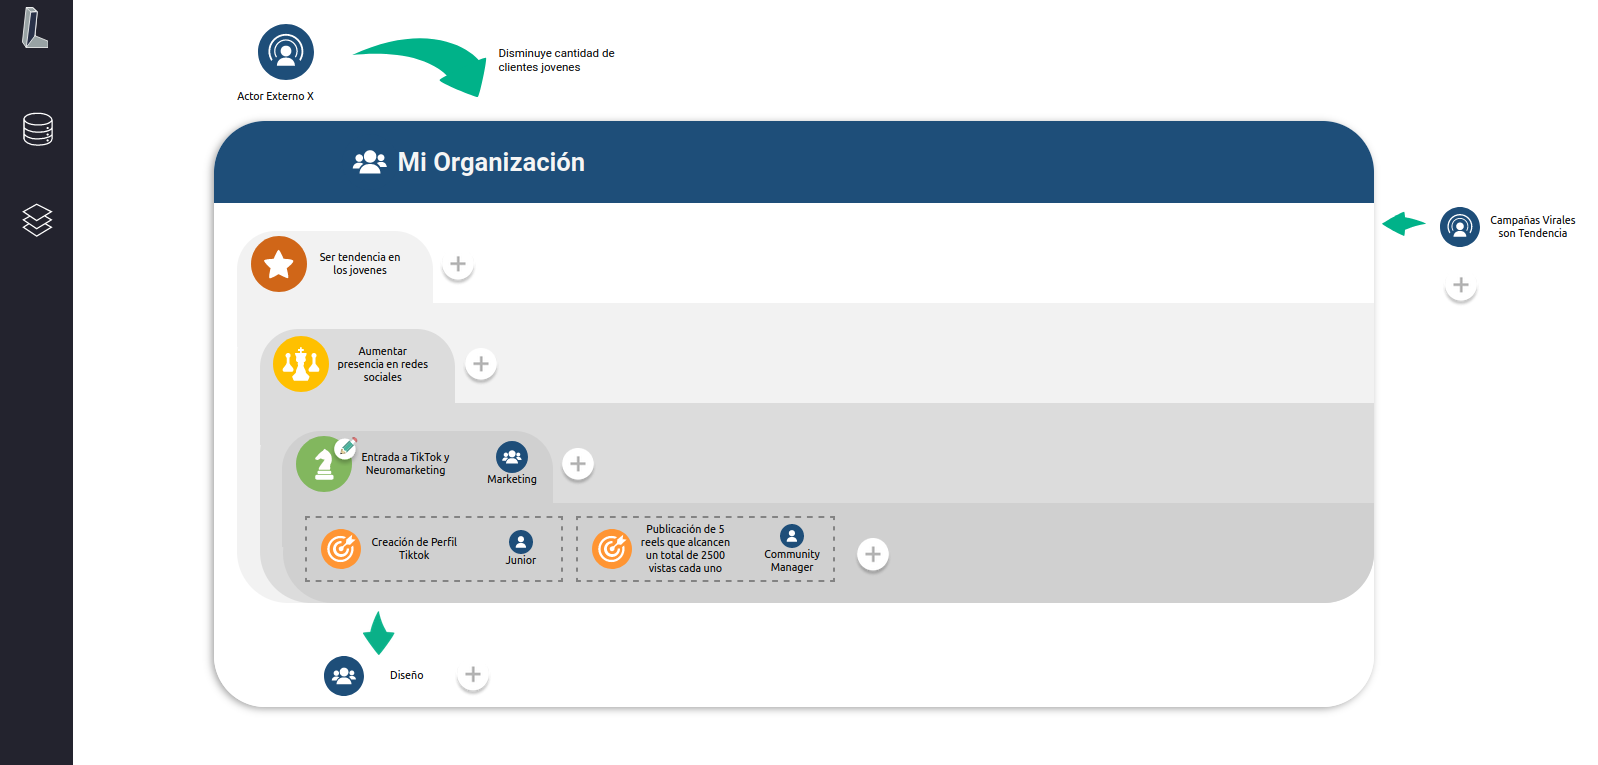 Disminuye cantidad de
clientes jovenes
Actor Externo X
Mi Organización
Campañas Virales
son Tendencia
Ser tendencia en
los jovenes
Aumentar
presencia en redes
sociales
Entrada a TikTok y
Neuromarketing
Marketing
Creación de Perfil
Tiktok
Junior
Publicación de 5
reels que alcancen
un total de 2500
vistas cada uno
Community
Manager
Diseño